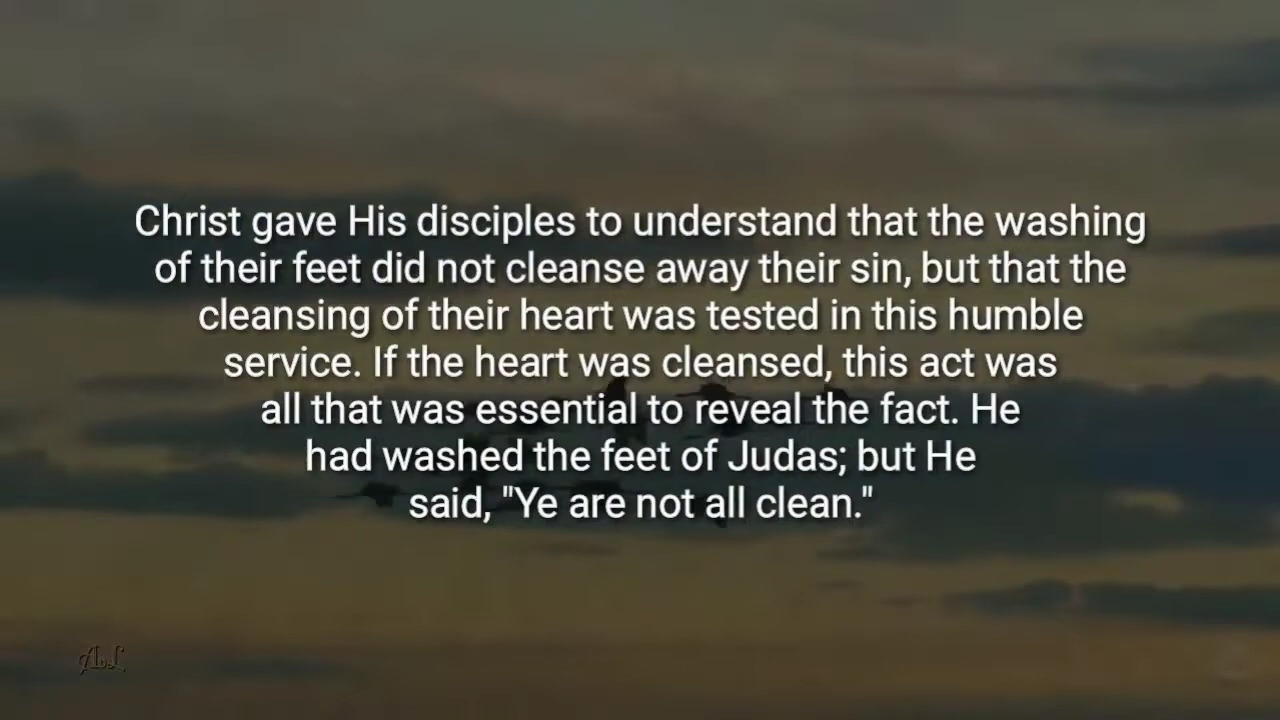 Christ gave His disciples to understand that the washing
of their feet did not cleanse away their sin, but that the
cleansing of their heart was tested in this humble
service. If the heart was cleansed, this act was
all that was essential to reveal the fact. He
had washed the feet of Judas; but He
said, "Ye are not all clean."
AL